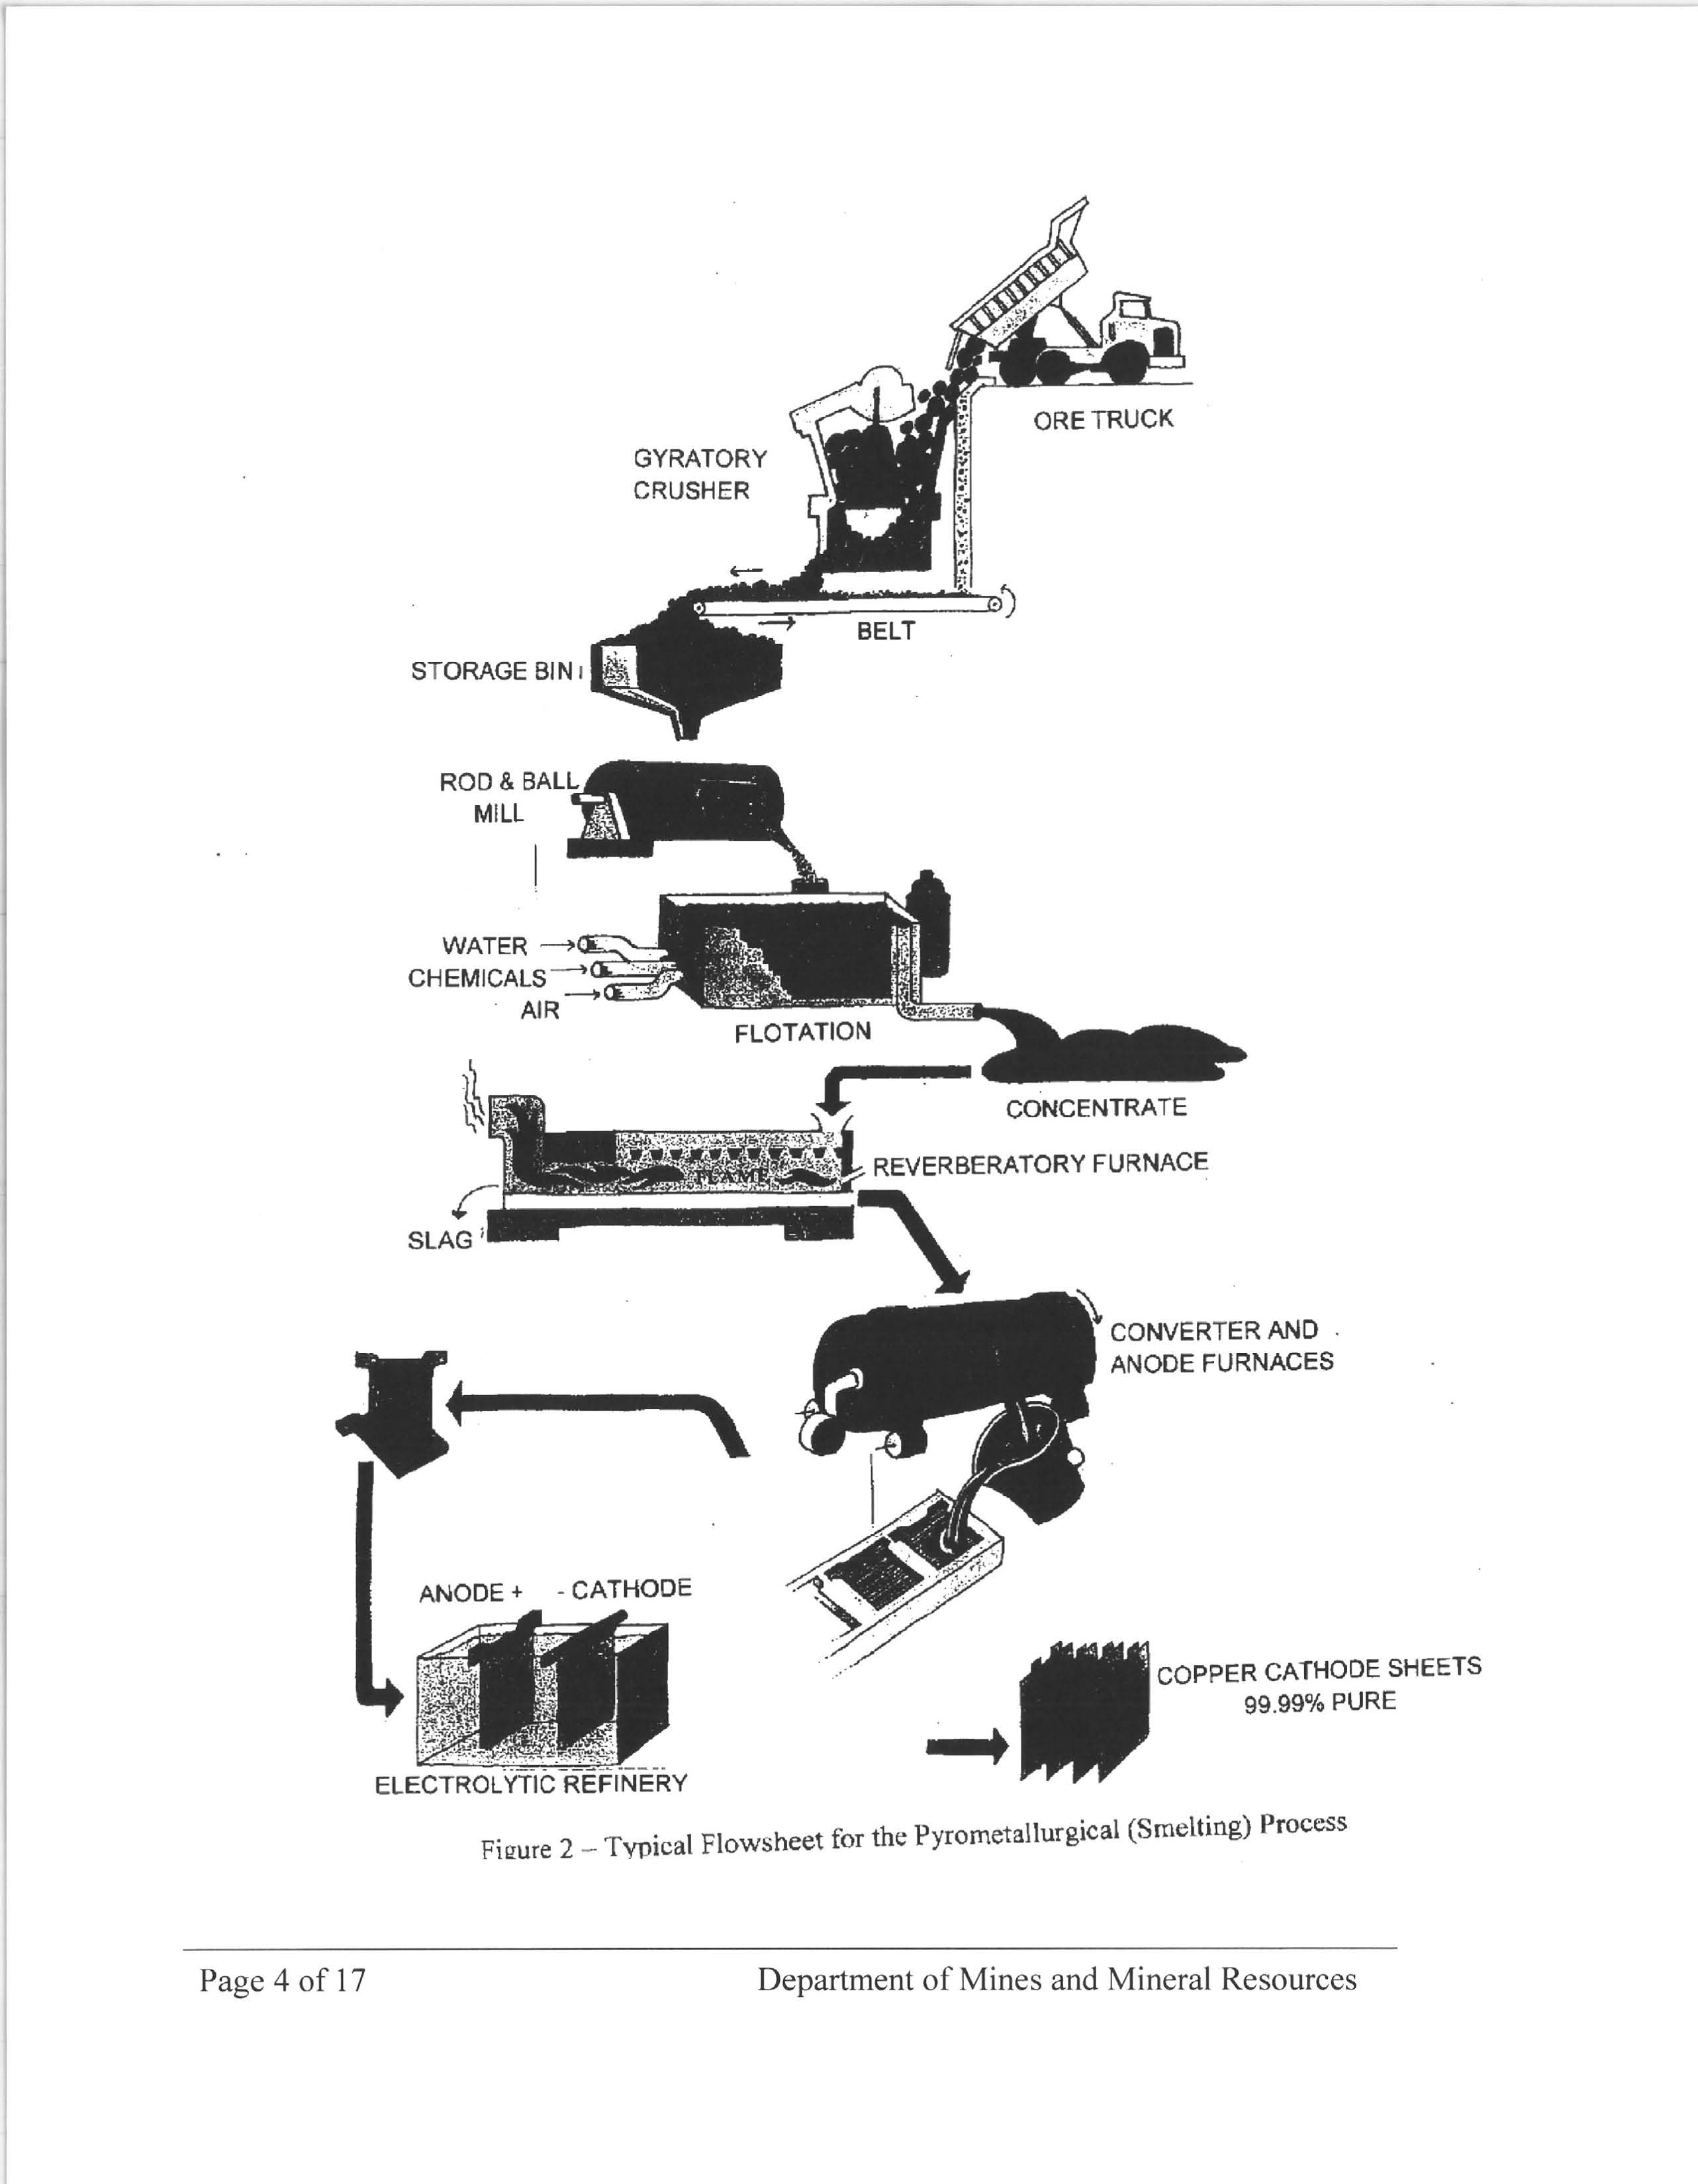 ORE TRUCK
GYRATORY
CRUSHER
BELT
STORAGE BIN
ROD & BALL
MILL
WATER
CHEMICALS
AIR
FLOTATION
CONCENTRATE
FLAME
REVERBERATORY FURNACE
SLAG
CONVERTER AND
ANODE FURNACES
ANODE + - CATHODE
ELECTROLYTIC REFINERY
COPPER CATHODE SHEETS
99.99% PURE
Figure 2 – Typical Flowsheet for the Pyrometallurgical (Smelting) Process
Page 4 of 17 Department of Mines and Mineral Resources